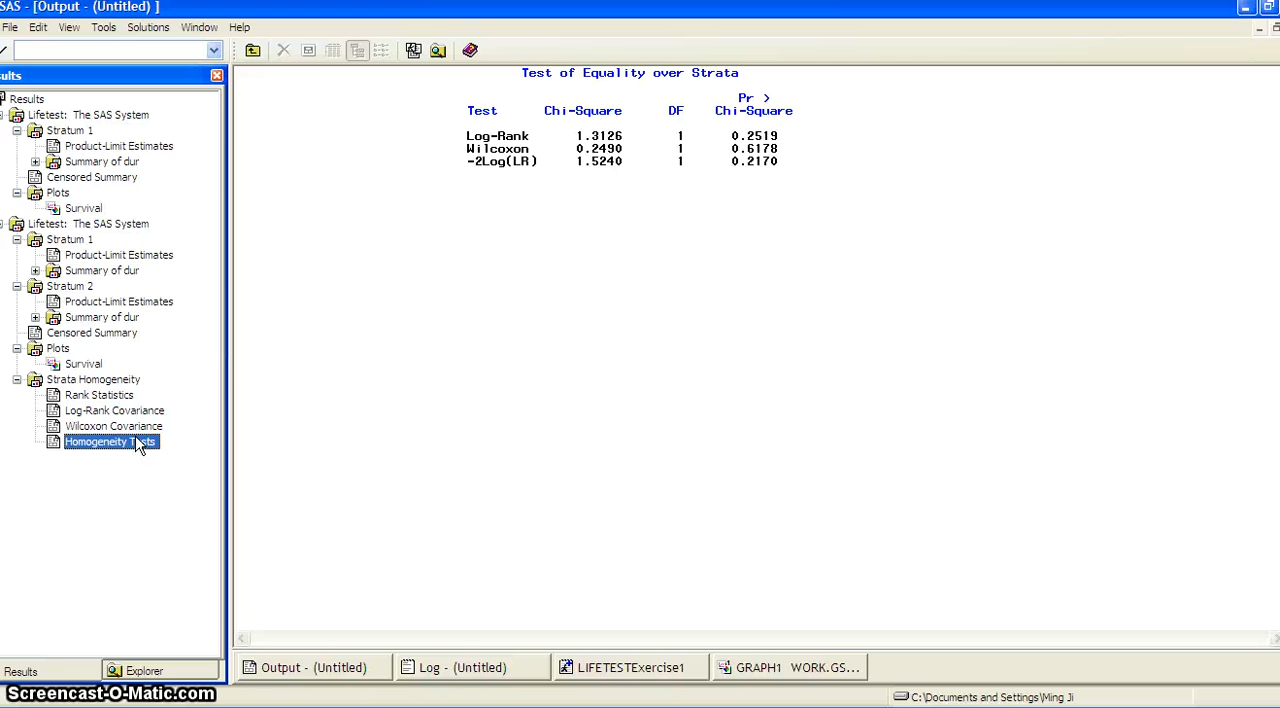 SAS - [Output - (Untitled) ]
File Edit View Tools Solutions Window Help
Results
Lifetest: The SAS System
Stratum 1
Product-Limit Estimates
Summary of dur
Censored Summary
Plots
Survival
Lifetest: The SAS System
Stratum 1
Product-Limit Estimates
Summary of dur
Stratum 2
Product-Limit Estimates
Summary of dur
Censored Summary
Plots
Survival
Strata Homogeneity
Rank Statistics
Log-Rank Covariance
Wilcoxon Covariance
Homogeneity Tests
Results Explorer
Test of Equality over Strata
Pr >
Test Chi-Square DF Chi-Square
Log-Rank 1.3126 1 0.2519
Wilcoxon 0.2490 1 0.6178
-2Log(LR) 1.5240 1 0.2170
Output - (Untitled) Log - (Untitled) LIFETESTExercise1 GRAPH1 WORK.GS...
C:\Documents and Settings\Ming Ji
Screencast-O-Matic.com